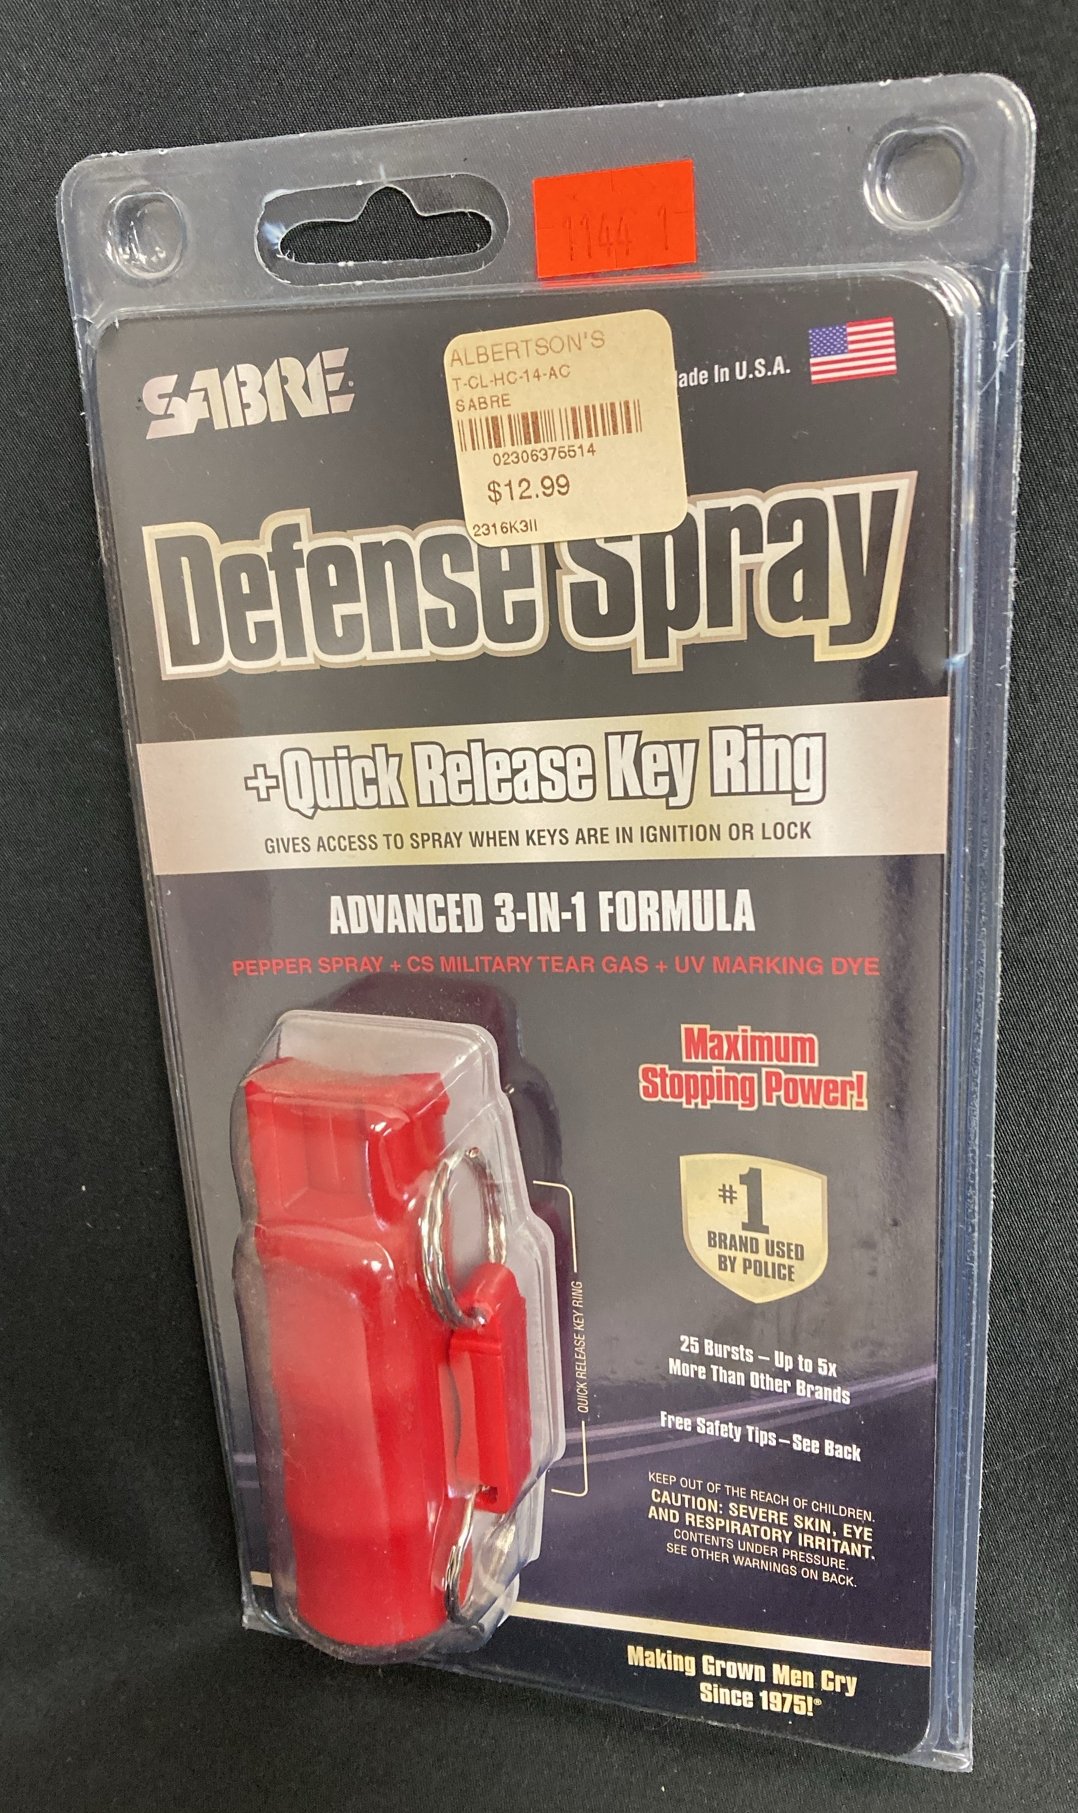 1144 1
SABRE
ALBERTSON'S
T-CL-HC-14-AC
SABRE
02306375514
$12.99
2316K3II
Made In U.S.A.
Defense Spray
+Quick Release Key Ring
GIVES ACCESS TO SPRAY WHEN KEYS ARE IN IGNITION OR LOCK
ADVANCED 3-IN-1 FORMULA
PEPPER SPRAY + CS MILITARY TEAR GAS + UV MARKING DYE
Maximum
Stopping Power!
#1
BRAND USED
BY POLICE
QUICK RELEASE KEY RING
25 Bursts – Up to 5x
More Than Other Brands
Free Safety Tips – See Back
KEEP OUT OF THE REACH OF CHILDREN.
CAUTION: SEVERE SKIN, EYE
AND RESPIRATORY IRRITANT.
CONTENTS UNDER PRESSURE.
SEE OTHER WARNINGS ON BACK.
Making Grown Men Cry
Since 1975!®